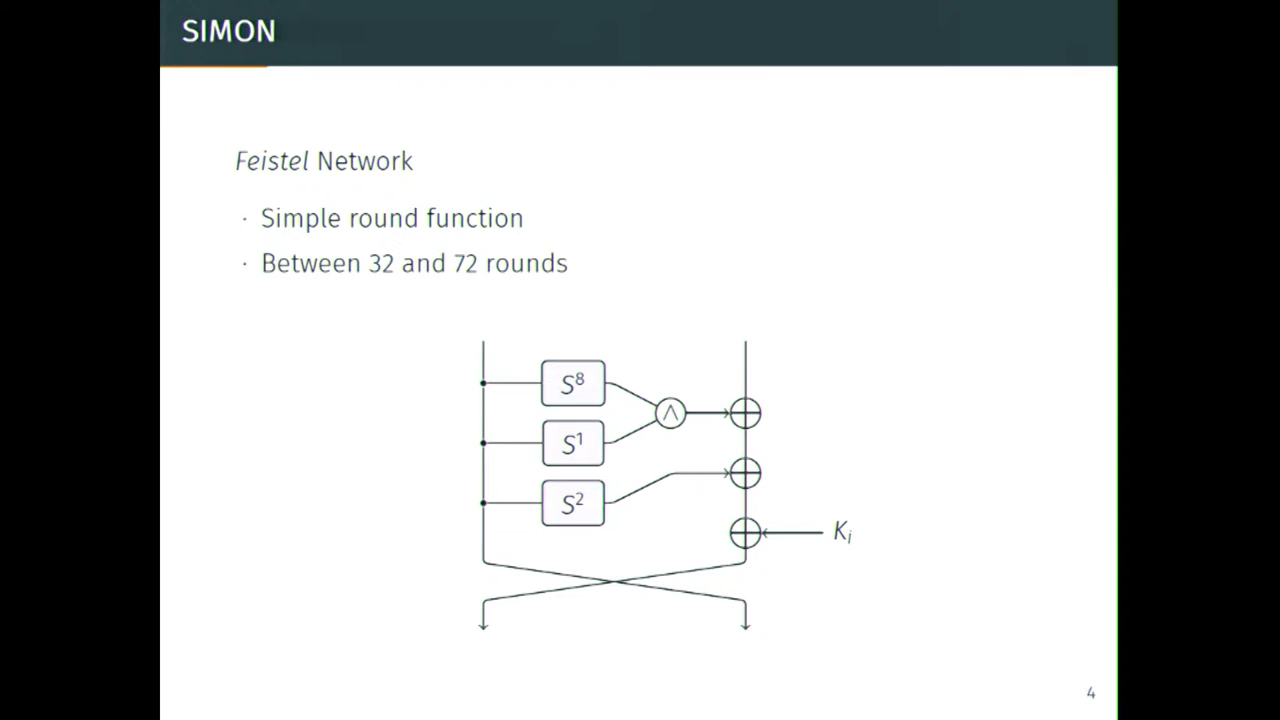 SIMON
Feistel Network
· Simple round function
· Between 32 and 72 rounds
S⁸
∧
S¹
S²
Kᵢ
4